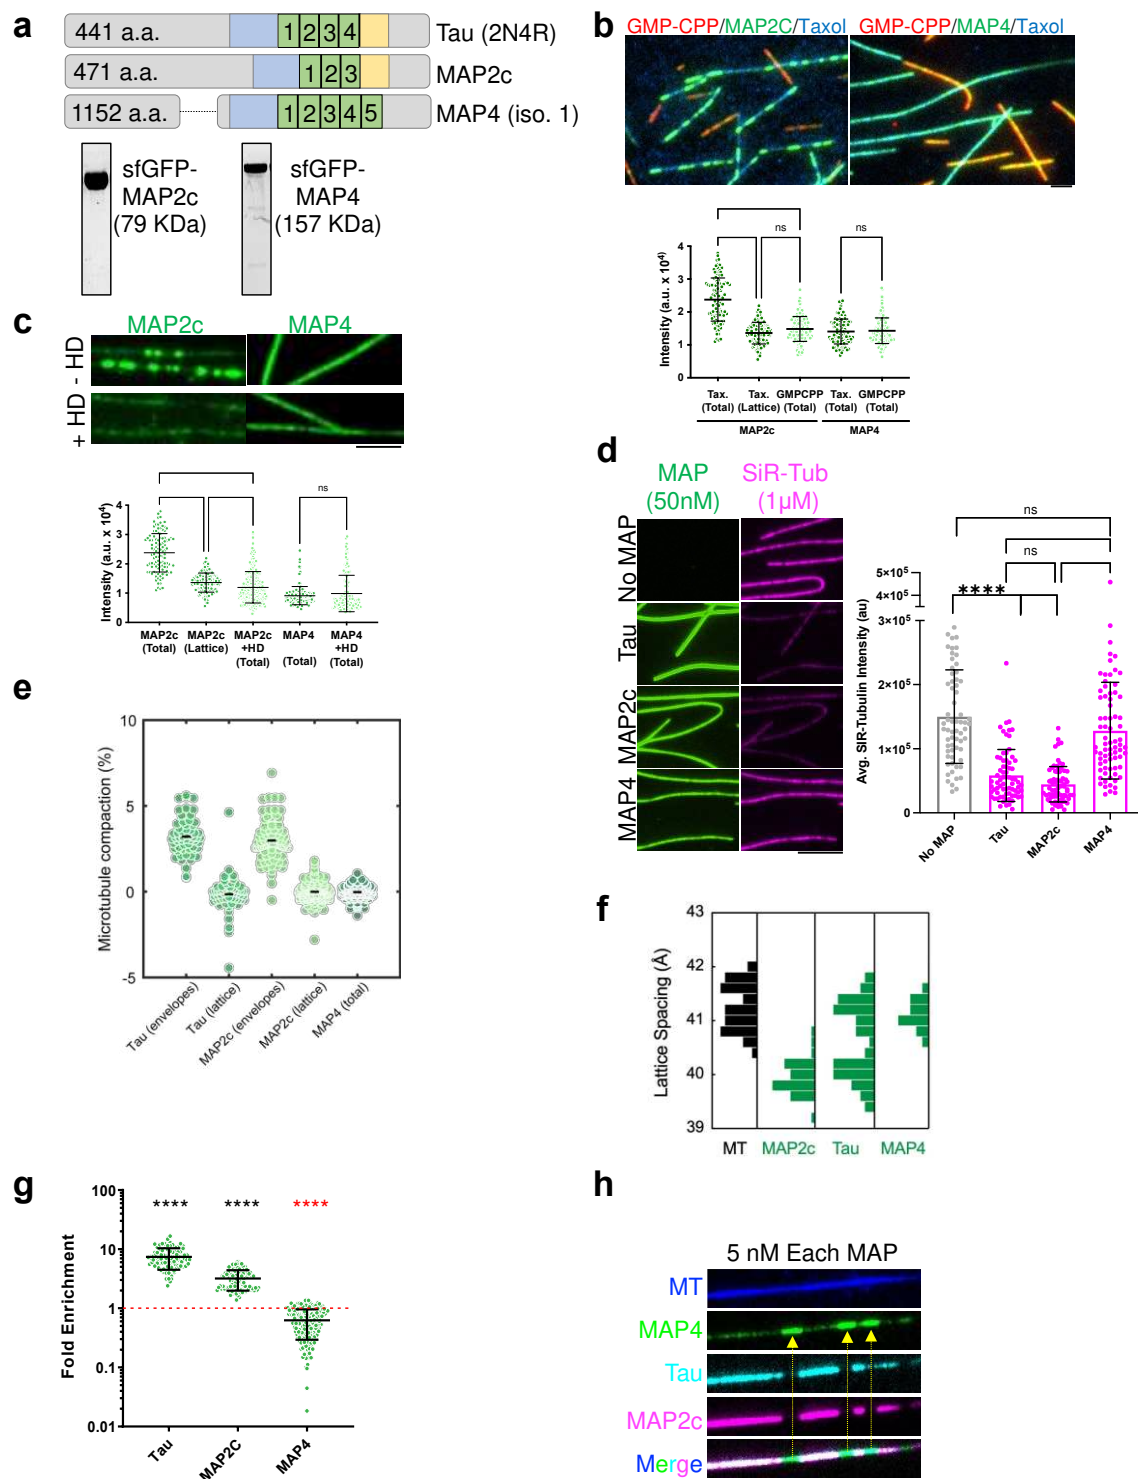 a
441 a.a.
1 2 3 4
Tau (2N4R)
471 a.a.
1 2 3
MAP2c
1152 a.a.
1 2 3 4 5
MAP4 (iso. 1)
sfGFP-
MAP2c
(79 KDa)
sfGFP-
MAP4
(157 KDa)
b
GMP-CPP/MAP2C/Taxol
GMP-CPP/MAP4/Taxol
ns
ns
Intensity (a.u. x 10⁴)
4
3
2
1
0
Tax.
(Total)
Tax.
(Lattice)
GMPCPP
(Total)
Tax.
(Total)
GMPCPP
(Total)
MAP2c
MAP4
c
MAP2c
MAP4
- HD
+ HD
ns
Intensity (a.u. x 10⁴)
4
3
2
1
0
MAP2c
(Total)
MAP2c
(Lattice)
MAP2c
+HD
(Total)
MAP4
(Total)
MAP4
+HD
(Total)
d
MAP
(50nM)
SiR-Tub
(1µM)
No MAP
Tau
MAP2c
MAP4
ns
ns
****
Avg. SIR-Tubulin Intensity (au)
5×10⁵
4×10⁵
3×10⁵
2×10⁵
1×10⁵
0
No MAP
Tau
MAP2c
MAP4
e
Microtubule compaction (%)
10
5
0
-5
Tau (envelopes)
Tau (lattice)
MAP2c (envelopes)
MAP2c (lattice)
MAP4 (total)
f
Lattice Spacing (Å)
43
42
41
40
39
MT
MAP2c
Tau
MAP4
g
Fold Enrichment
100
10
1
0.1
0.01
****
****
****
Tau
MAP2C
MAP4
h
5 nM Each MAP
MT
MAP4
Tau
MAP2c
Merge